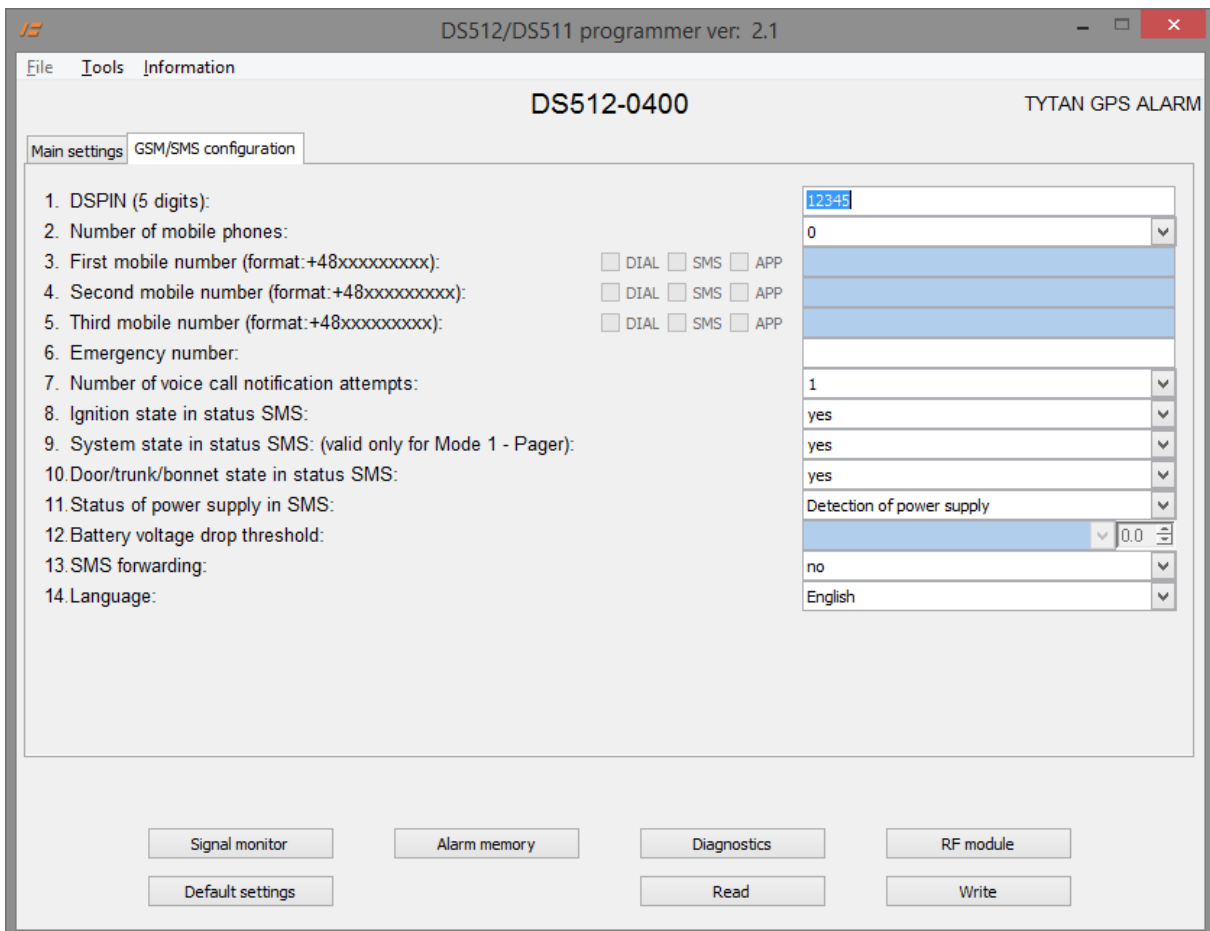 DS512/DS511 programmer ver: 2.1
File Tools Information
DS512-0400 TYTAN GPS ALARM
Main settings GSM/SMS configuration
1. DSPIN (5 digits): 12345
2. Number of mobile phones: 0
3. First mobile number (format:+48xxxxxxxxx): DIAL SMS APP
4. Second mobile number (format:+48xxxxxxxxx): DIAL SMS APP
5. Third mobile number (format:+48xxxxxxxxx): DIAL SMS APP
6. Emergency number:
7. Number of voice call notification attempts: 1
8. Ignition state in status SMS: yes
9. System state in status SMS: (valid only for Mode 1 - Pager): yes
10.Door/trunk/bonnet state in status SMS: yes
11.Status of power supply in SMS: Detection of power supply
12.Battery voltage drop threshold: 0.0
13.SMS forwarding: no
14.Language: English
Signal monitor Alarm memory Diagnostics RF module
Default settings Read Write